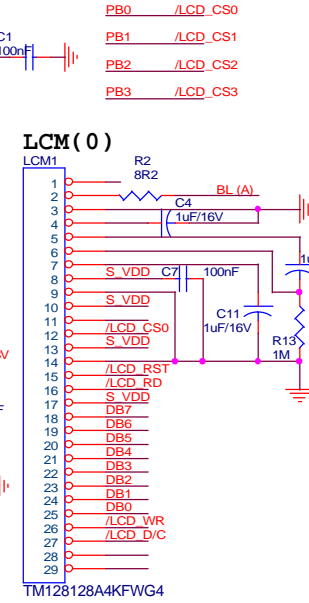 PB0 /LCD_CS0
C1
100nF
PB1 /LCD_CS1
PB2 /LCD_CS2
PB3 /LCD_CS3
LCM(0)
LCM1
R2
8R2
1
2 BL (A)
3
C4
1uF/16V
4
5
6
7
8 S_VDD
C7 100nF
9
10 S_VDD
11
C11
1uF/16V
12 /LCD_CS0
13 S_VDD
R13
1M
14
15 /LCD_RST
16 /LCD_RD
17 S_VDD
18 DB7
19 DB6
20 DB5
21 DB4
22 DB3
23 DB2
24 DB1
25 DB0
26 /LCD_WR
27 /LCD_D/C
28
29
TM128128A4KFWG4